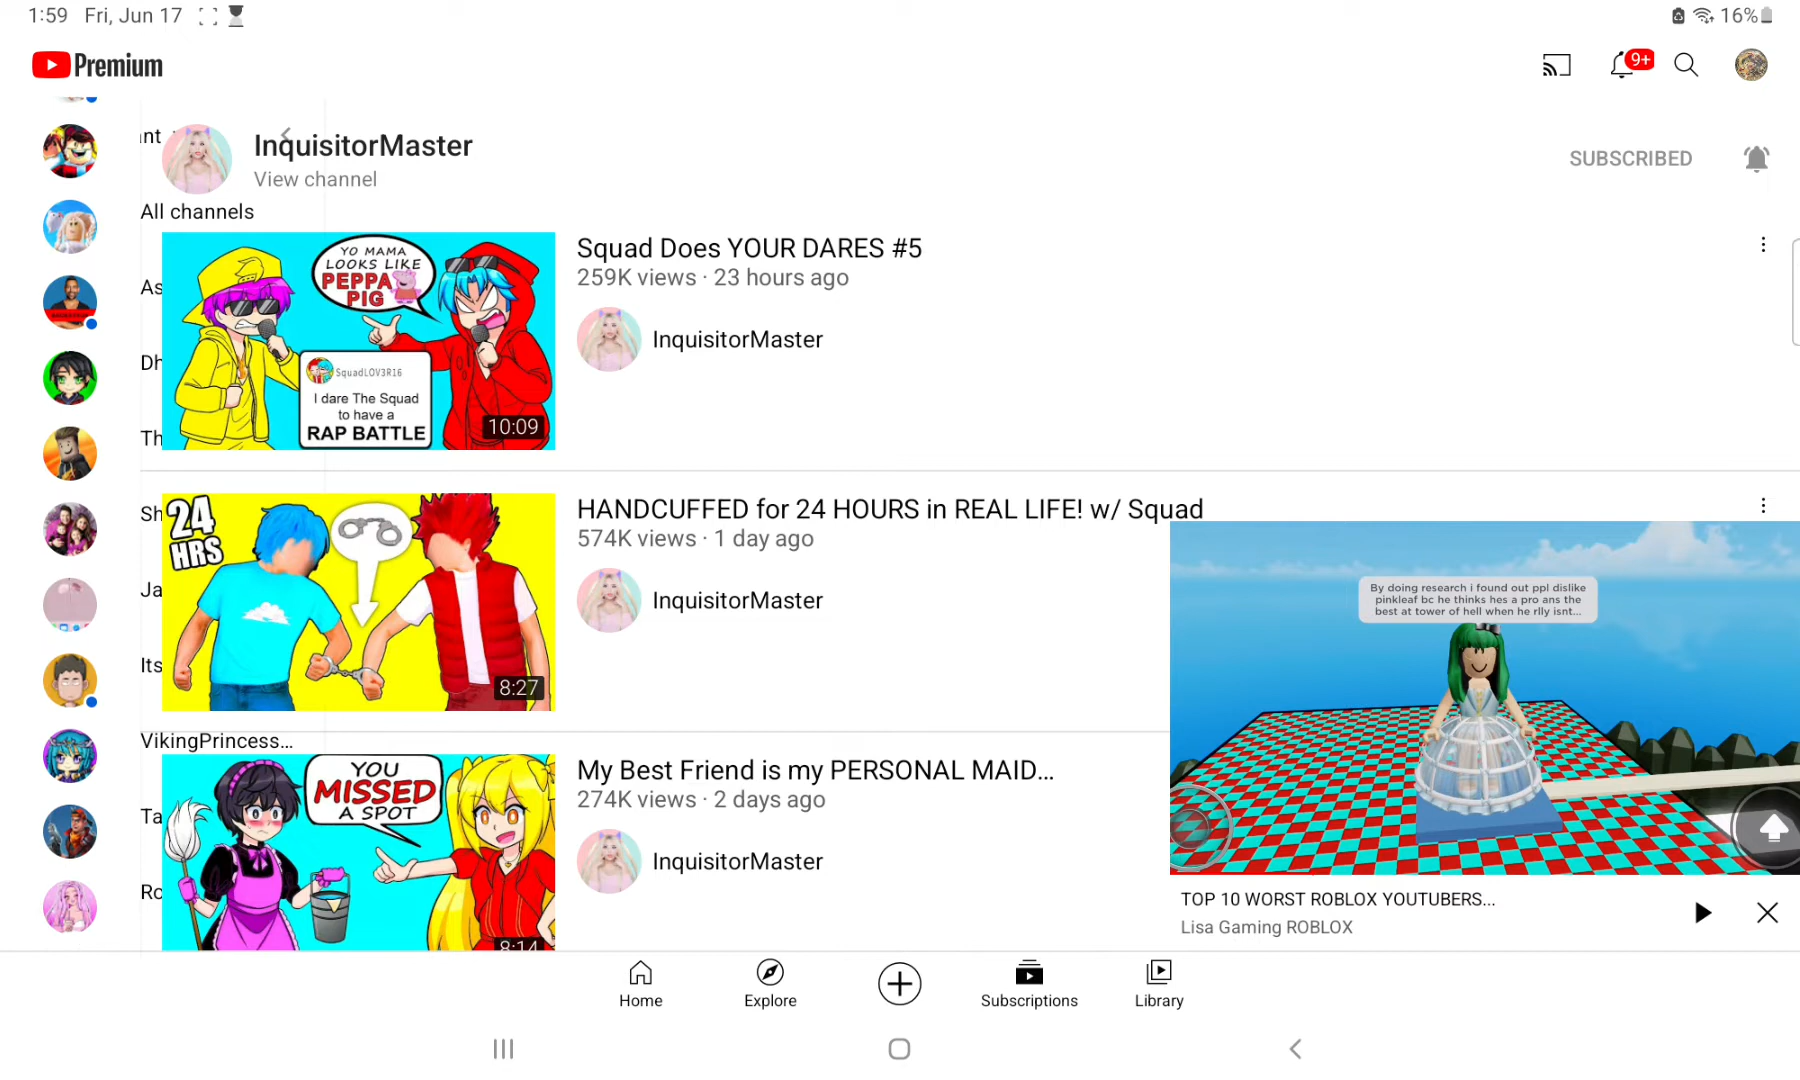 1:59 Fri, Jun 17
16%
Premium
9+
InquisitorMaster
View channel
SUBSCRIBED
All channels
YO MAMA
LOOKS LIKE
PEPPA
PIG
SquadLOV3R16
I dare The Squad
to have a
RAP BATTLE
10:09
Squad Does YOUR DARES #5
259K views · 23 hours ago
InquisitorMaster
As
Dh
Th
Sh
Ja
Its
24
HRS
8:27
HANDCUFFED for 24 HOURS in REAL LIFE! w/ Squad
574K views · 1 day ago
InquisitorMaster
VikingPrincess...
Ta
Ro
YOU
MISSED
A SPOT
8:14
My Best Friend is my PERSONAL MAID...
274K views · 2 days ago
InquisitorMaster
By doing research i found out ppl dislike
pinkleaf bc he thinks hes a pro ans the
best at tower of hell when he rlly isnt...
TOP 10 WORST ROBLOX YOUTUBERS...
Lisa Gaming ROBLOX
Home
Explore
Subscriptions
Library